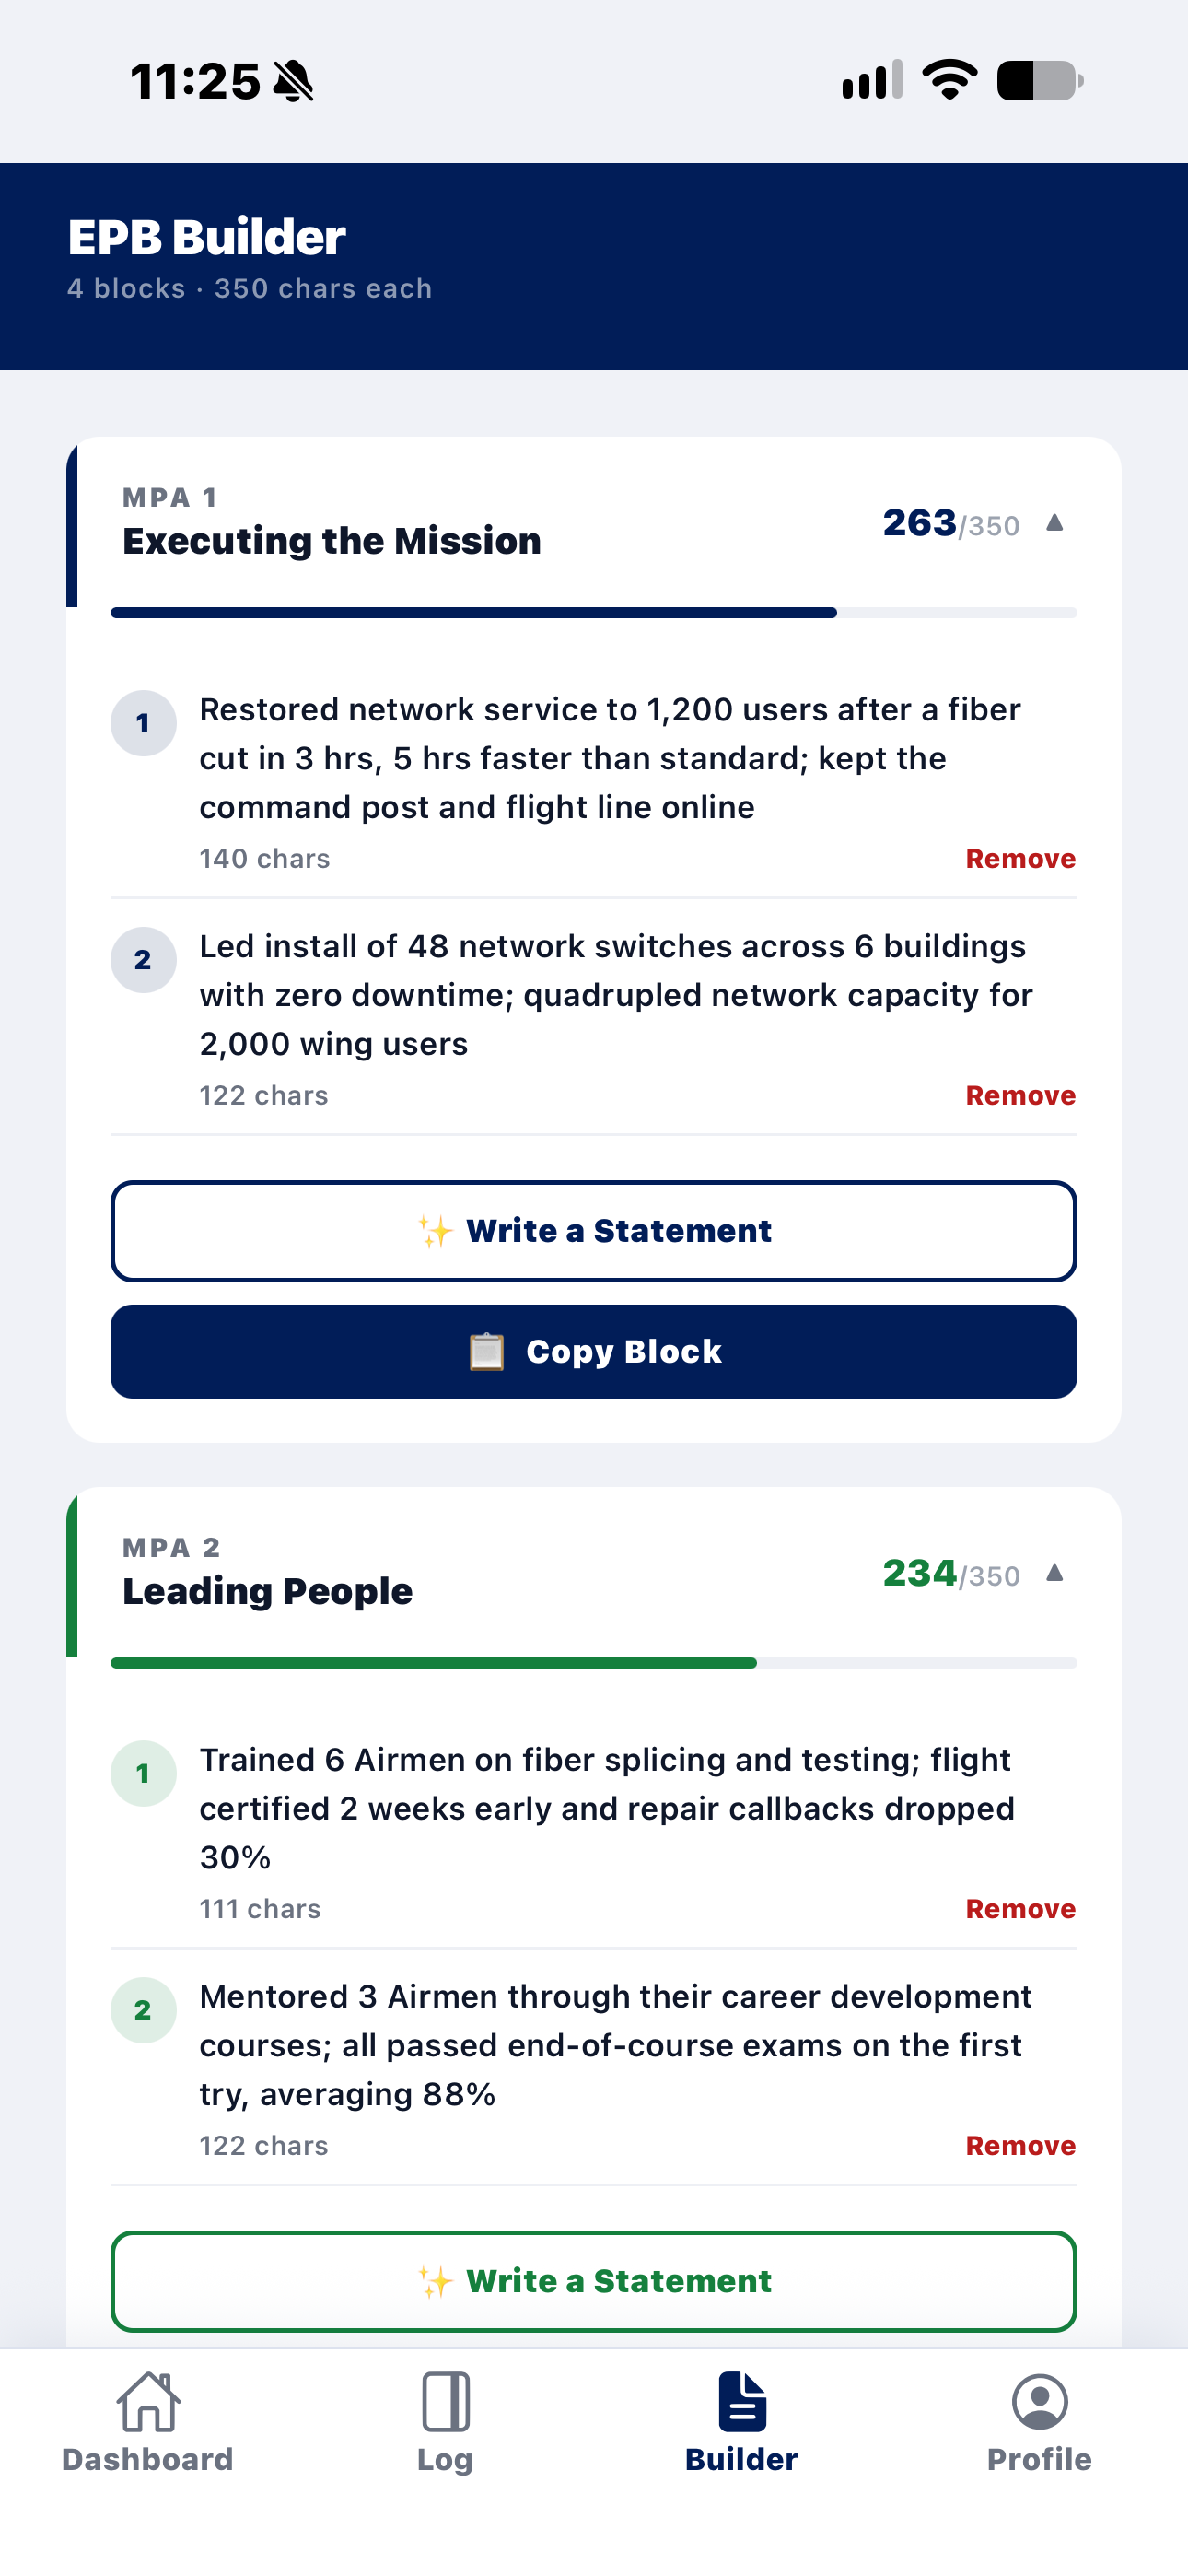 11:25
EPB Builder
4 blocks · 350 chars each
MPA 1
Executing the Mission
263/350 ▲
1
Restored network service to 1,200 users after a fiber
cut in 3 hrs, 5 hrs faster than standard; kept the
command post and flight line online
140 chars
Remove
2
Led install of 48 network switches across 6 buildings
with zero downtime; quadrupled network capacity for
2,000 wing users
122 chars
Remove
✨ Write a Statement
📋 Copy Block
MPA 2
Leading People
234/350 ▲
1
Trained 6 Airmen on fiber splicing and testing; flight
certified 2 weeks early and repair callbacks dropped
30%
111 chars
Remove
2
Mentored 3 Airmen through their career development
courses; all passed end-of-course exams on the first
try, averaging 88%
122 chars
Remove
✨ Write a Statement
Dashboard
Log
Builder
Profile